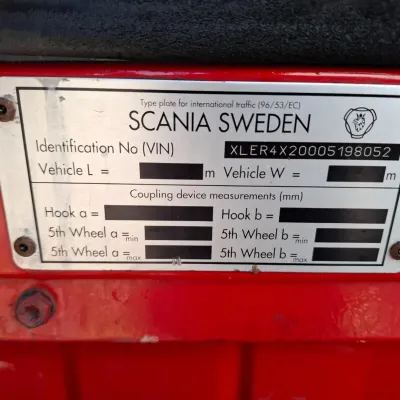 Type plate for international traffic (96/53/EC)
SCANIA SWEDEN
Identification No (VIN) XLER4X20005198052
Vehicle L = m Vehicle W = m
Coupling device measurements (mm)
Hook a = Hook b =
5th Wheel a min = 5th Wheel b min =
5th Wheel a max = 5th Wheel b max =